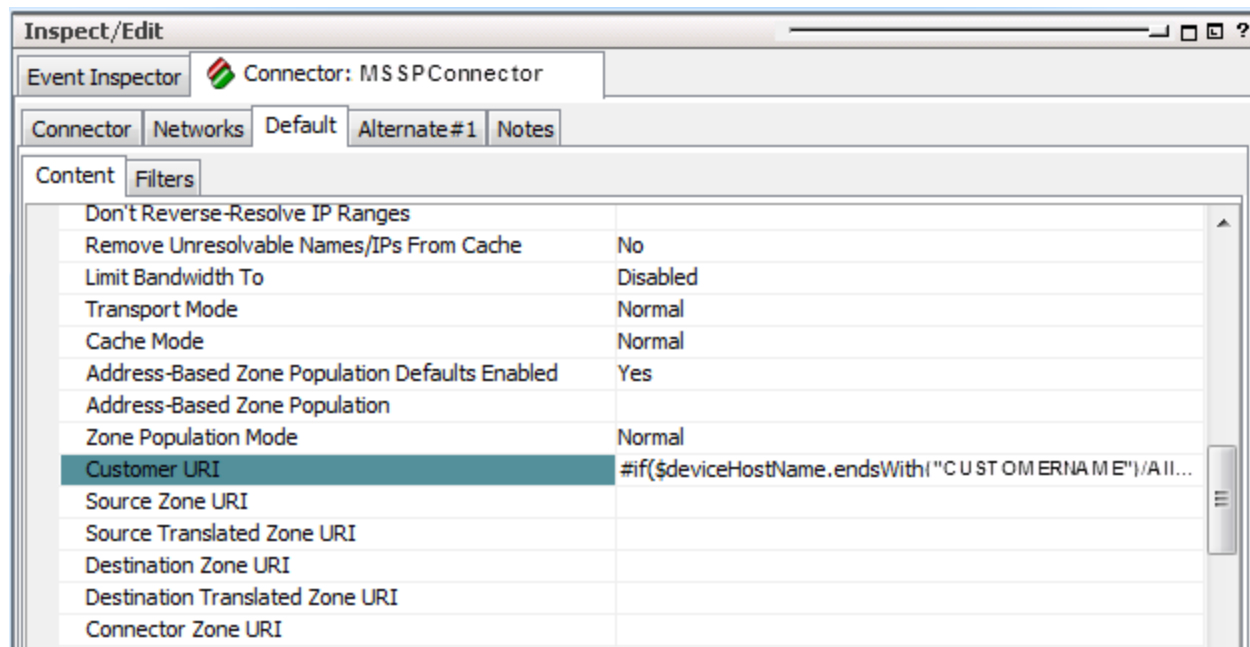 Inspect/Edit ?
Event Inspector Connector: MSSPConnector
Connector Networks Default Alternate#1 Notes
Content Filters
Don't Reverse-Resolve IP Ranges
Remove Unresolvable Names/IPs From Cache No
Limit Bandwidth To Disabled
Transport Mode Normal
Cache Mode Normal
Address-Based Zone Population Defaults Enabled Yes
Address-Based Zone Population
Zone Population Mode Normal
Customer URI #if($deviceHostName.endsWith("CUSTOMERNAME")/All...
Source Zone URI
Source Translated Zone URI
Destination Zone URI
Destination Translated Zone URI
Connector Zone URI